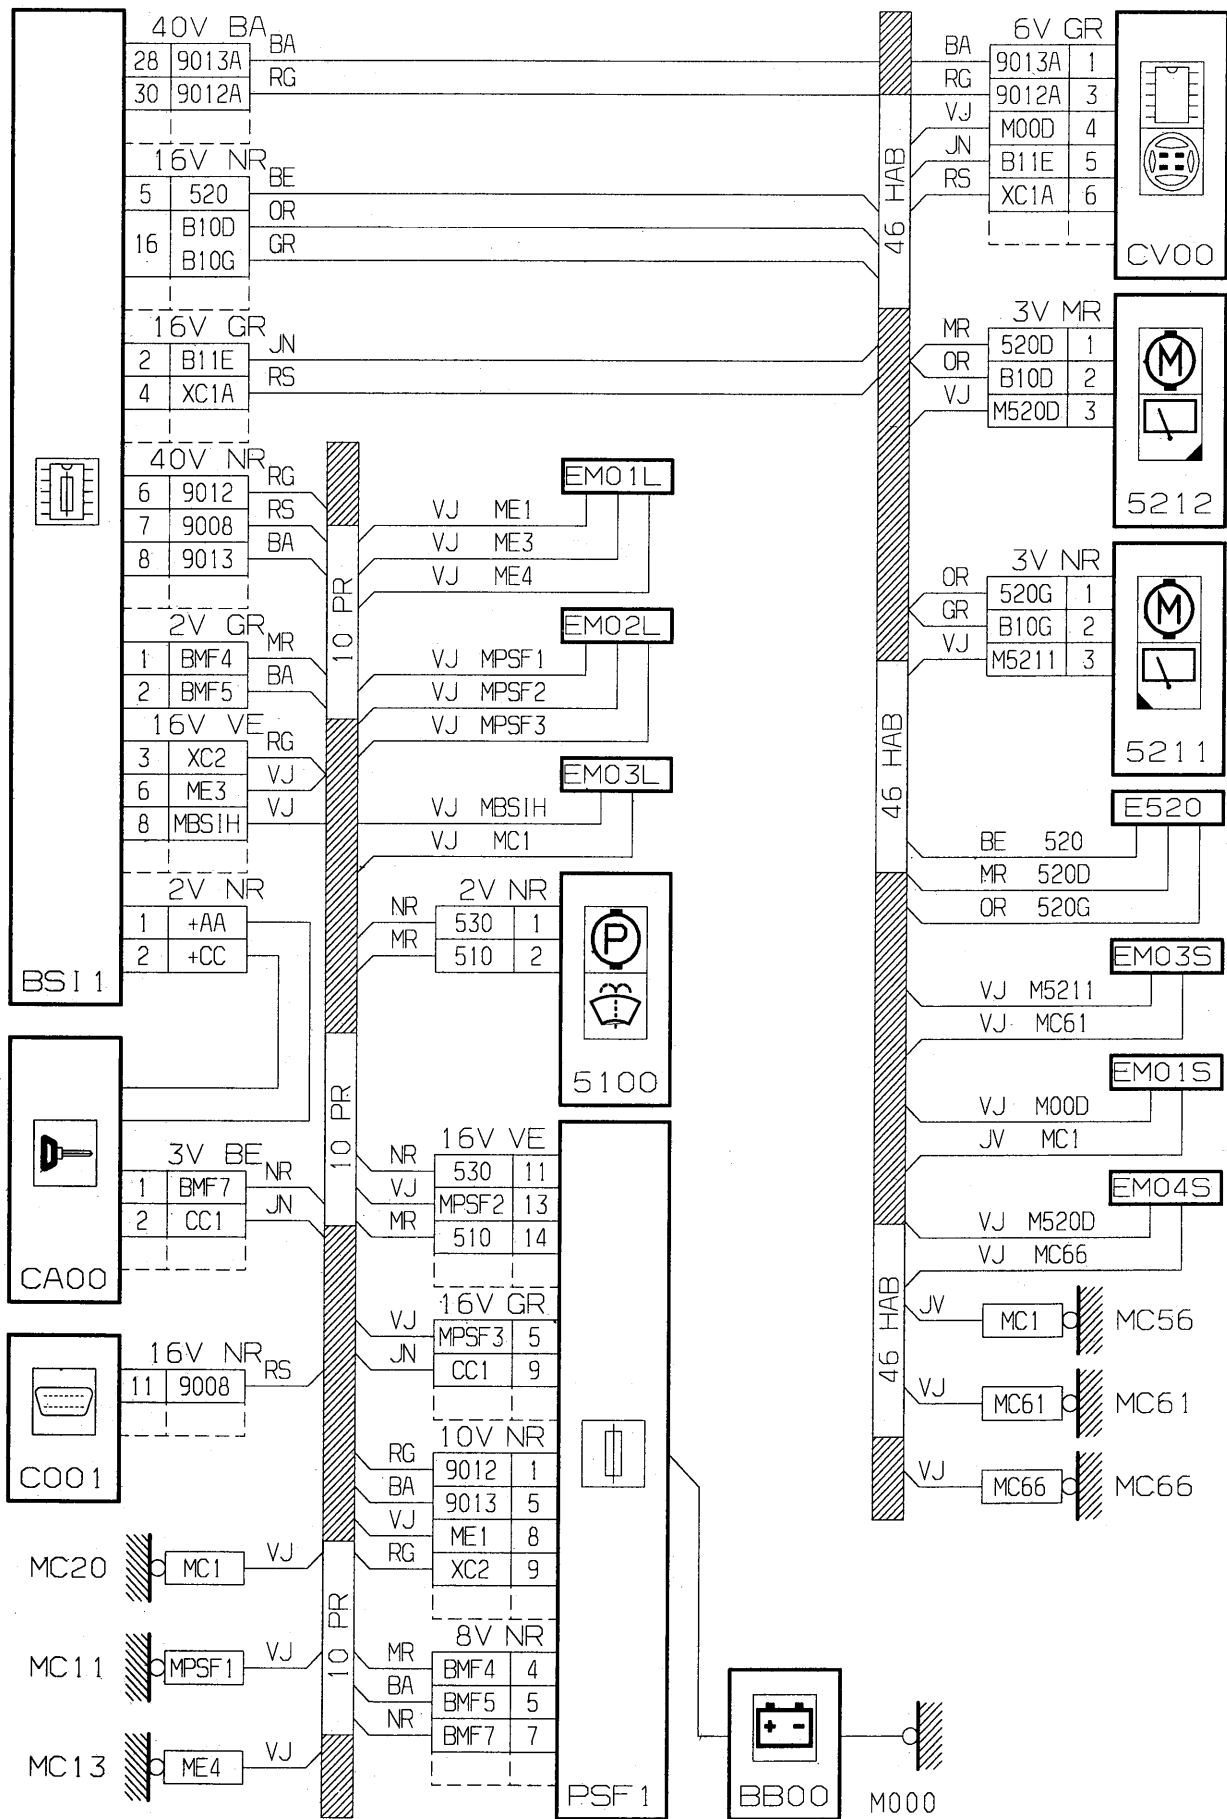 40V BA
28 9013A BA
30 9012A RG
16V NR
5 520 BE
16 B10D OR
B10G GR
16V GR
2 B11E JN
4 XC1A RS
40V NR
6 9012 RG
7 9008 RS
8 9013 BA
2V GR
1 BMF4 MR
2 BMF5 BA
16V VE
3 XC2 RG
6 ME3 VJ
8 MBSIH VJ
2V NR
1 +AA
2 +CC
BSI1
3V BE
1 BMF7 NR
2 CC1 JN
CA00
16V NR
11 9008 RS
C001
MC20 MC1 VJ
MC11 MPSF1 VJ
MC13 ME4 VJ
10 PR
10 PR
10 PR
EM01L
VJ ME1
VJ ME3
VJ ME4
EM02L
VJ MPSF1
VJ MPSF2
VJ MPSF3
EM03L
VJ MBSIH
VJ MC1
2V NR
NR 530 1
MR 510 2
P
5100
16V VE
NR 530 11
VJ MPSF2 13
MR 510 14
16V GR
VJ MPSF3 5
JN CC1 9
10V NR
RG 9012 1
BA 9013 5
VJ ME1 8
RG XC2 9
8V NR
MR BMF4 4
BA BMF5 5
NR BMF7 7
PSF1
+ -
BB00
M000
46 HAB
46 HAB
46 HAB
6V GR
BA 9013A 1
RG 9012A 3
VJ M00D 4
JN B11E 5
RS XC1A 6
CV00
3V MR
MR 520D 1
OR B10D 2
VJ M520D 3
M
5212
3V NR
OR 520G 1
GR B10G 2
VJ M5211 3
M
5211
E520
BE 520
MR 520D
OR 520G
EM03S
VJ M5211
VJ MC61
EM01S
VJ M00D
JV MC1
EM04S
VJ M520D
VJ MC66
JV MC1 MC56
VJ MC61 MC61
VJ MC66 MC66